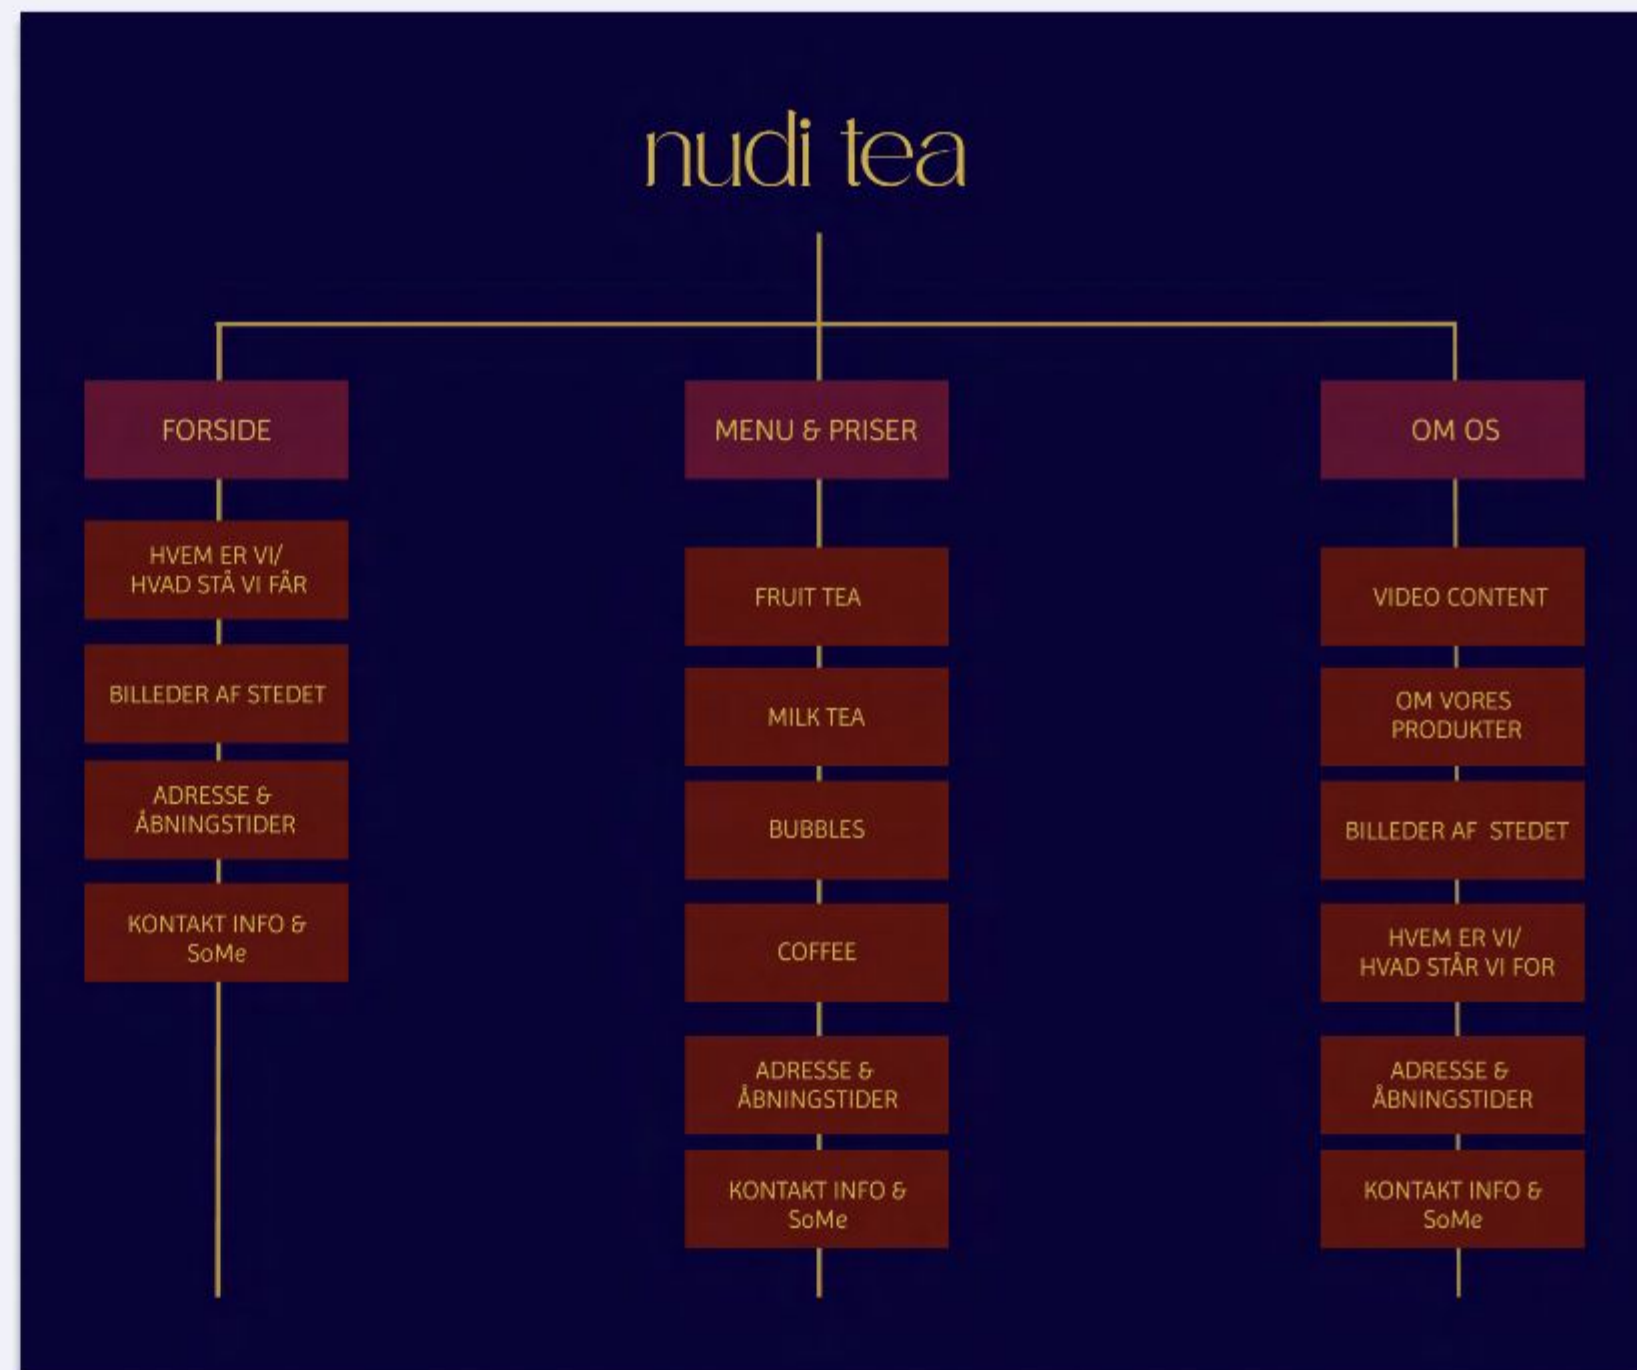 nudi tea
FORSIDE
HVEM ER VI/
HVAD STÅ VI FÅR
BILLEDER AF STEDET
ADRESSE &
ÅBNINGSTIDER
KONTAKT INFO &
SoMe
MENU & PRISER
FRUIT TEA
MILK TEA
BUBBLES
COFFEE
ADRESSE &
ÅBNINGSTIDER
KONTAKT INFO &
SoMe
OM OS
VIDEO CONTENT
OM VORES
PRODUKTER
BILLEDER AF STEDET
HVEM ER VI/
HVAD STÅR VI FOR
ADRESSE &
ÅBNINGSTIDER
KONTAKT INFO &
SoMe